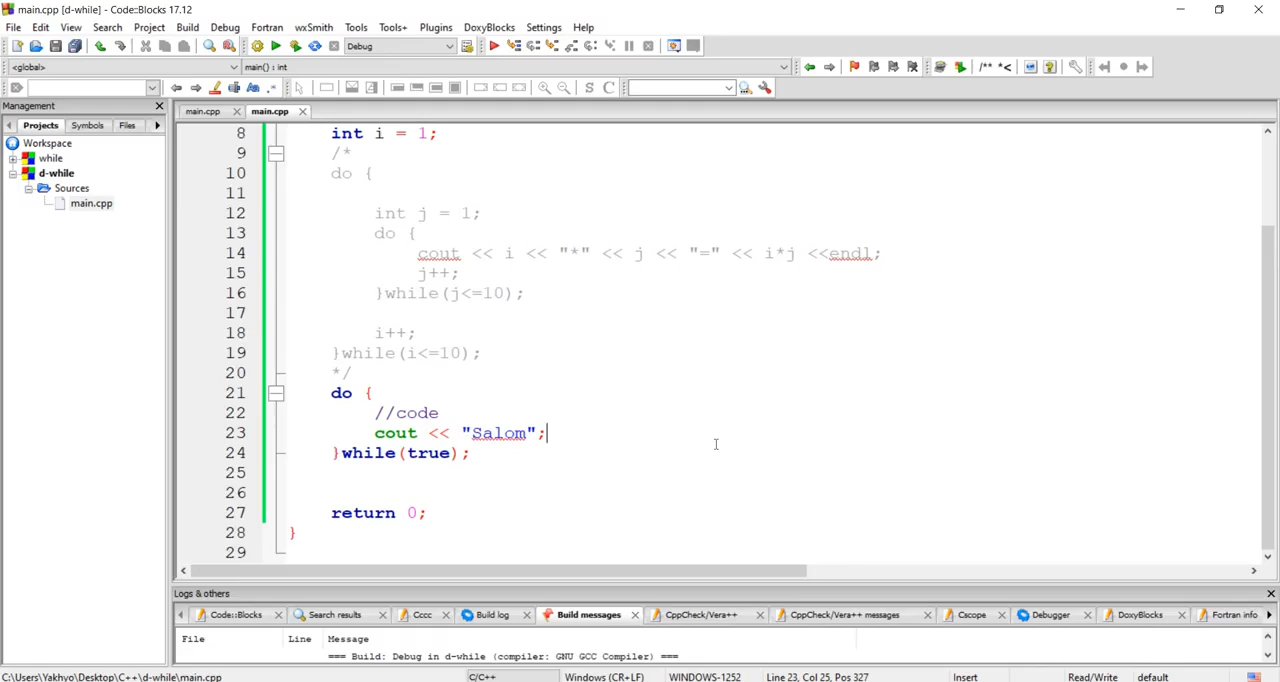 main.cpp [d-while] - Code::Blocks 17.12
File Edit View Search Project Build Debug Fortran wxSmith Tools Tools+ Plugins DoxyBlocks Settings Help
Debug
<global> main() : int /** *<
S C
Management
main.cpp main.cpp
Projects Symbols Files
Workspace
while
d-while
Sources
main.cpp
8 int i = 1;
9 /*
10 do {
11
12 int j = 1;
13 do {
14 cout << i << "*" << j << "=" << i*j <<endl;
15 j++;
16 }while(j<=10);
17
18 i++;
19 }while(i<=10);
20 */
21 do {
22 //code
23 cout << "Salom";
24 }while(true);
25
26
27 return 0;
28 }
29
Logs & others
Code::Blocks Search results Cccc Build log Build messages CppCheck/Vera++ CppCheck/Vera++ messages Cscope Debugger DoxyBlocks Fortran info
File Line Message
=== Build: Debug in d-while (compiler: GNU GCC Compiler) ===
C:\Users\Yakhyo\Desktop\C++\d-while\main.cpp C/C++ Windows (CR+LF) WINDOWS-1252 Line 23, Col 25, Pos 327 Insert Read/Write default